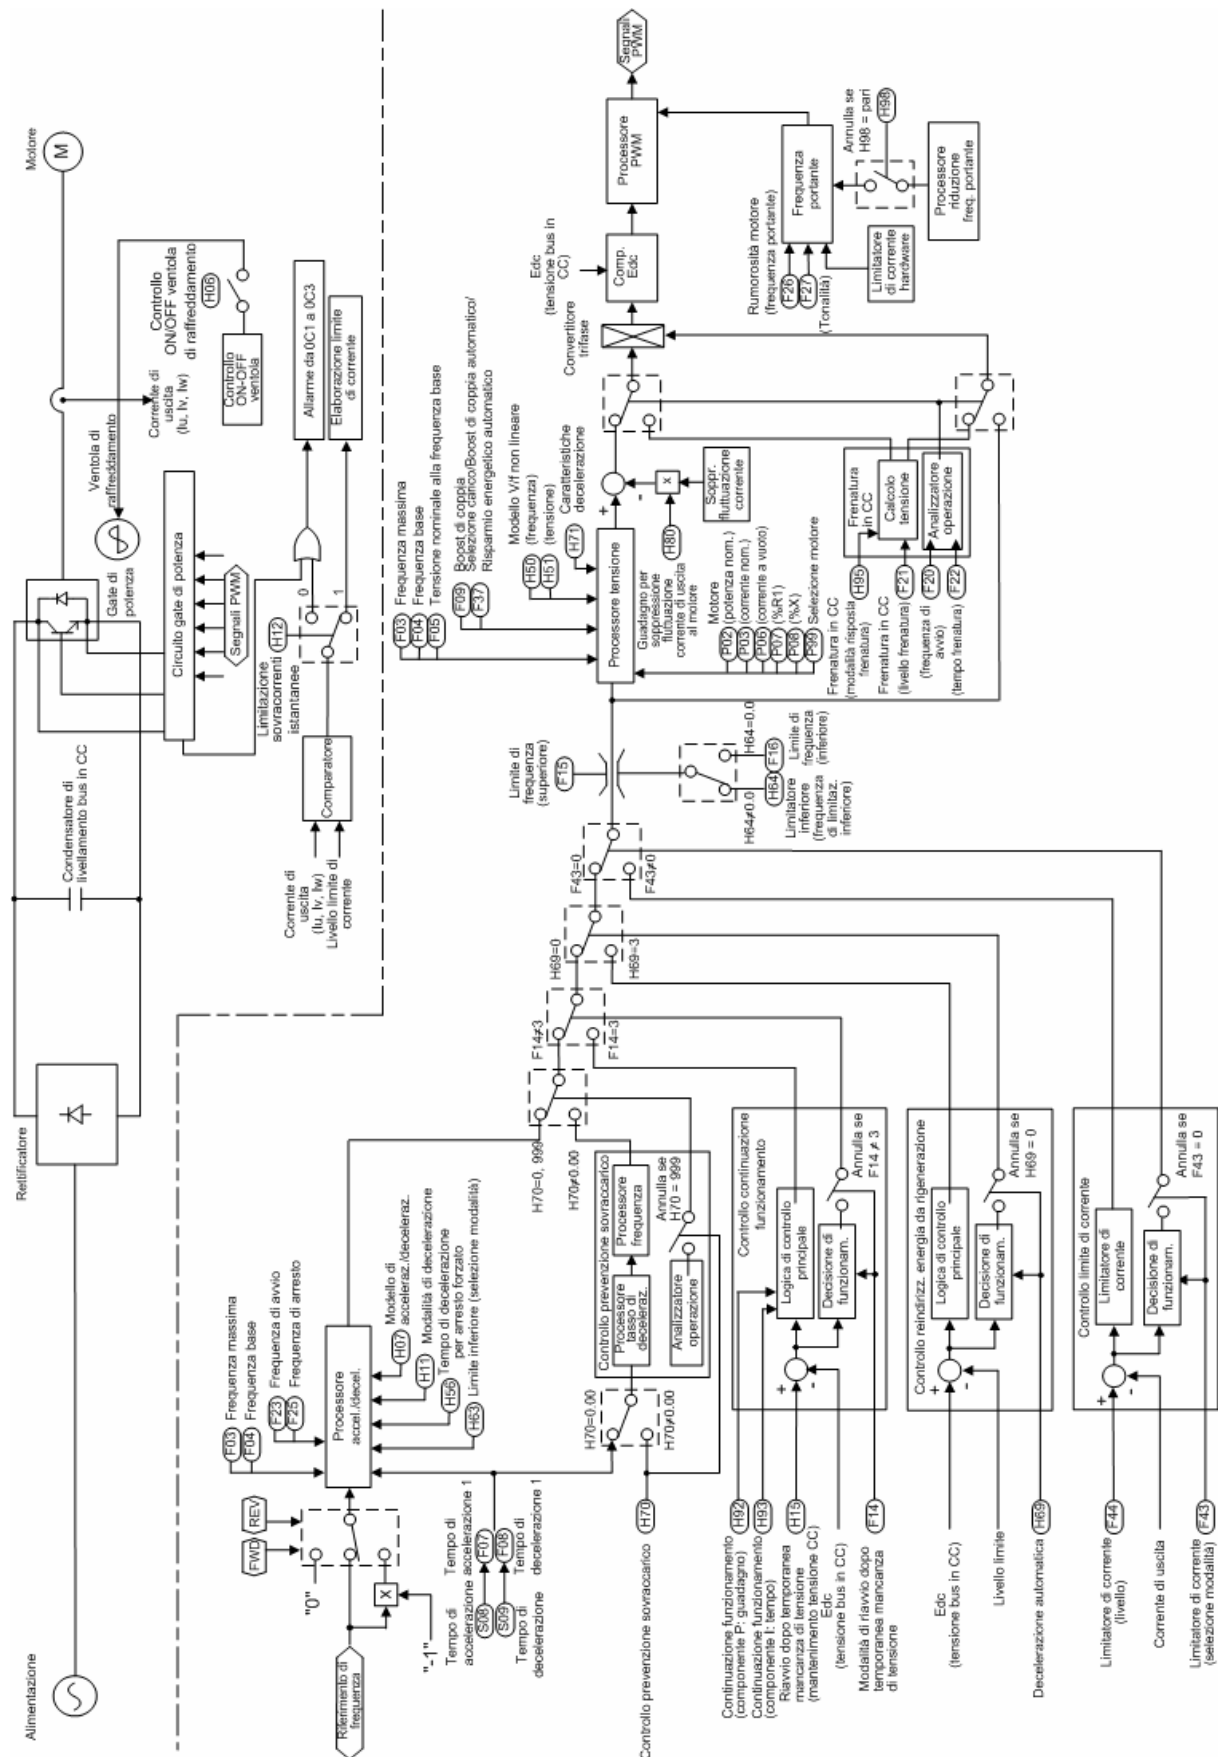 Alimentazione
Rettificatore
Condensatore di
livellamento bus in CC
Gate di
potenza
Ventola di
raffreddamento
Corrente di
uscita
(Iu, Iv, Iw)
Motore
M
Controllo
ON/OFF ventola
di raffreddamento
H06
Controllo
ON-OFF
ventola
Circuito gate di potenza
Segnali PWM
Limitazione
sovracorrenti
istantanee
H12
0
1
Allarme da 0C1 a 0C3
Elaborazione limite
di corrente
Comparatore
Corrente di
uscita
(Iu, Iv, Iw)
Livello limite di
corrente
Riferimento di
frequenza
"0"
FWD
REV
X
"-1"
F03
Frequenza massima
F04
Frequenza base
F23
Frequenza di avvio
F25
Frequenza di arresto
Processore
accel./decel.
H07
Modello di
acceleraz./deceleraz.
H11
Modalità di decelerazione
H56
Tempo di decelerazione
per arresto forzato
H63
Limite inferiore (selezione modalità)
Tempo di
accelerazione
Tempo di
accelerazione 1
S08
F07
S09
F08
Tempo di
decelerazione
Tempo di
decelerazione 1
H70=0, 999
H70≠0.00
F14≠3
F14=3
H69=0
H69=3
F43=0
F43≠0
Controllo prevenzione sovraccarico
H70
H70=0.00
H70≠0.00
Controllo prevenzione sovraccarico
Processore
tasso di
deceleraz.
Processore
frequenza
Analizzatore
operazione
Annulla se
H70 = 999
Continuazione funzionamento
(componente P: guadagno)
H92
Continuazione funzionamento
(componente I: tempo)
H93
Riavvio dopo temporanea
mancanza di tensione
(mantenimento tensione CC)
H15
Edc
(tensione bus in CC)
Modalità di riavvio dopo
temporanea mancanza
di tensione
F14
Controllo continuazione
funzionamento
Logica di controllo
principale
Decisione di
funzionam.
Annulla se
F14 ≠ 3
+
-
Edc
(tensione bus in CC)
Livello limite
Decelerazione automatica
H69
Controllo reindirizz. energia da rigenerazione
Logica di controllo
principale
Decisione di
funzionam.
Annulla se
H69 = 0
+
-
Limitatore di corrente
(livello)
F44
Corrente di uscita
Limitatore di corrente
(selezione modalità)
F43
Controllo limite di corrente
Limitatore di
corrente
Decisione di
funzionam.
Annulla se
F43 = 0
+
-
Limite di
frequenza
(superiore)
F15
H64≠0.0
H64=0.0
H64
F16
Limitatore
inferiore
(frequenza
di limitaz.
inferiore)
Limite di
frequenza
(inferiore)
F03
Frequenza massima
F04
Frequenza base
F05
Tensione nominale alla frequenza base
F09
Boost di coppia
F37
Selezione carico/Boost di coppia automatico/
Risparmio energetico automatico
Modello V/f non lineare
H50
(frequenza)
H51
(tensione)
Caratteristiche
decelerazione
H71
Processore tensione
Guadagno per
soppressione
fluttuazione
corrente di uscita
al motore
H80
x
Soppr.
fluttuazione
corrente
+
-
Motore
P02
(potenza nom.)
P03
(corrente nom.)
P06
(corrente a vuoto)
P07
(%R1)
P08
(%X)
P99
Selezione motore
Frenatura in CC
(modalità risposta
frenatura)
H95
Frenatura in CC
(livello frenatura)
F21
(frequenza di
avvio)
F20
(tempo frenatura)
F22
Frenatura
in CC
Calcolo
tensione
Analizzatore
operazione
Convertitore
trifase
Edc
(tensione bus in
CC)
Comp.
Edc
Processore
PWM
Segnali
PWM
Rumorosità motore
(frequenza portante)
F26
F27
(Tonalità)
Frequenza
portante
Limitatore
di corrente
hardware
Annulla se
H98 = pari
H98
Processore
riduzione
freq. portante